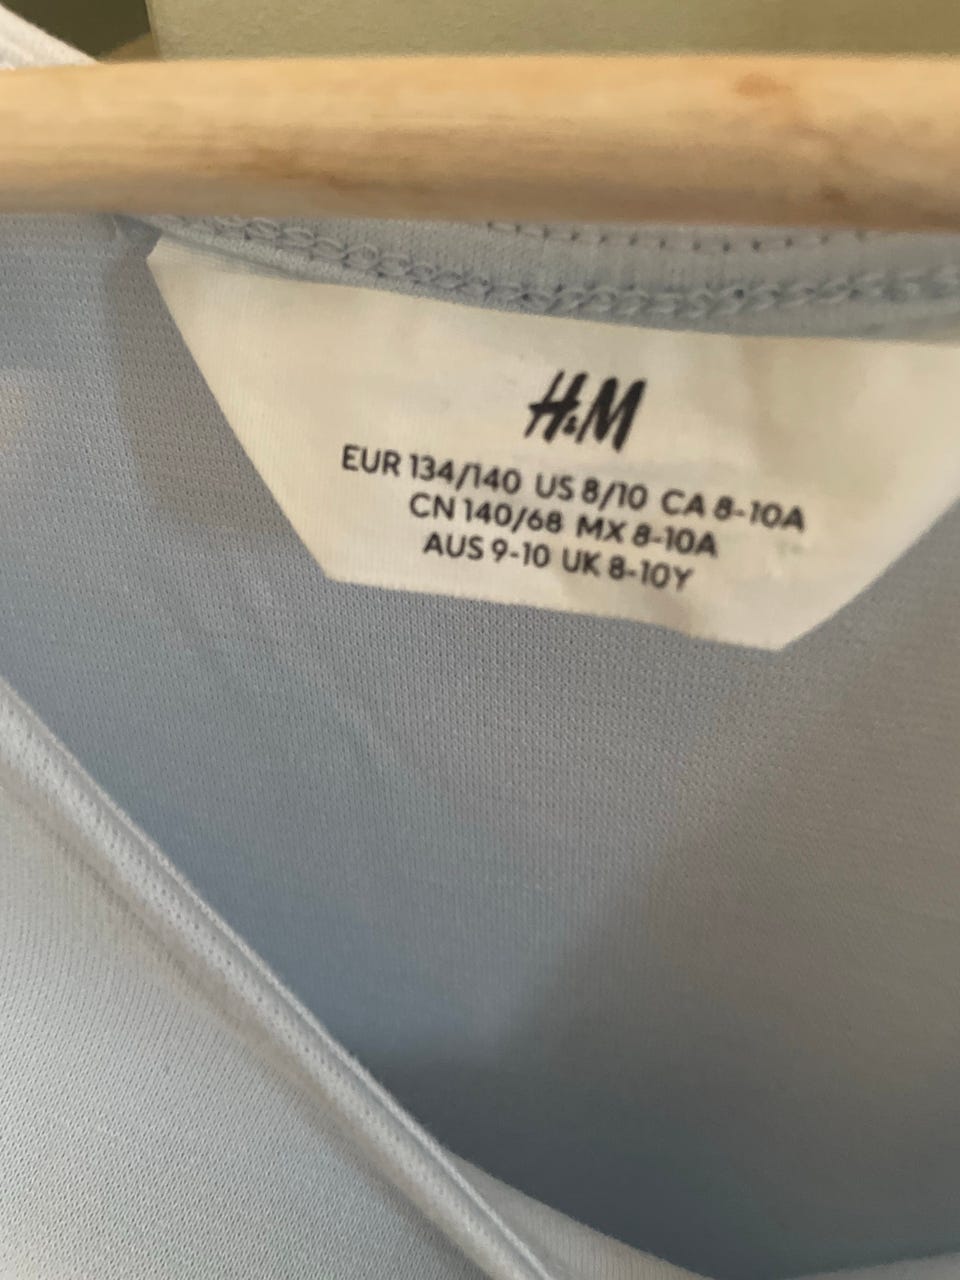 H&M
EUR 134/140 US 8/10 CA 8-10A
CN 140/68 MX 8-10A
AUS 9-10 UK 8-10Y